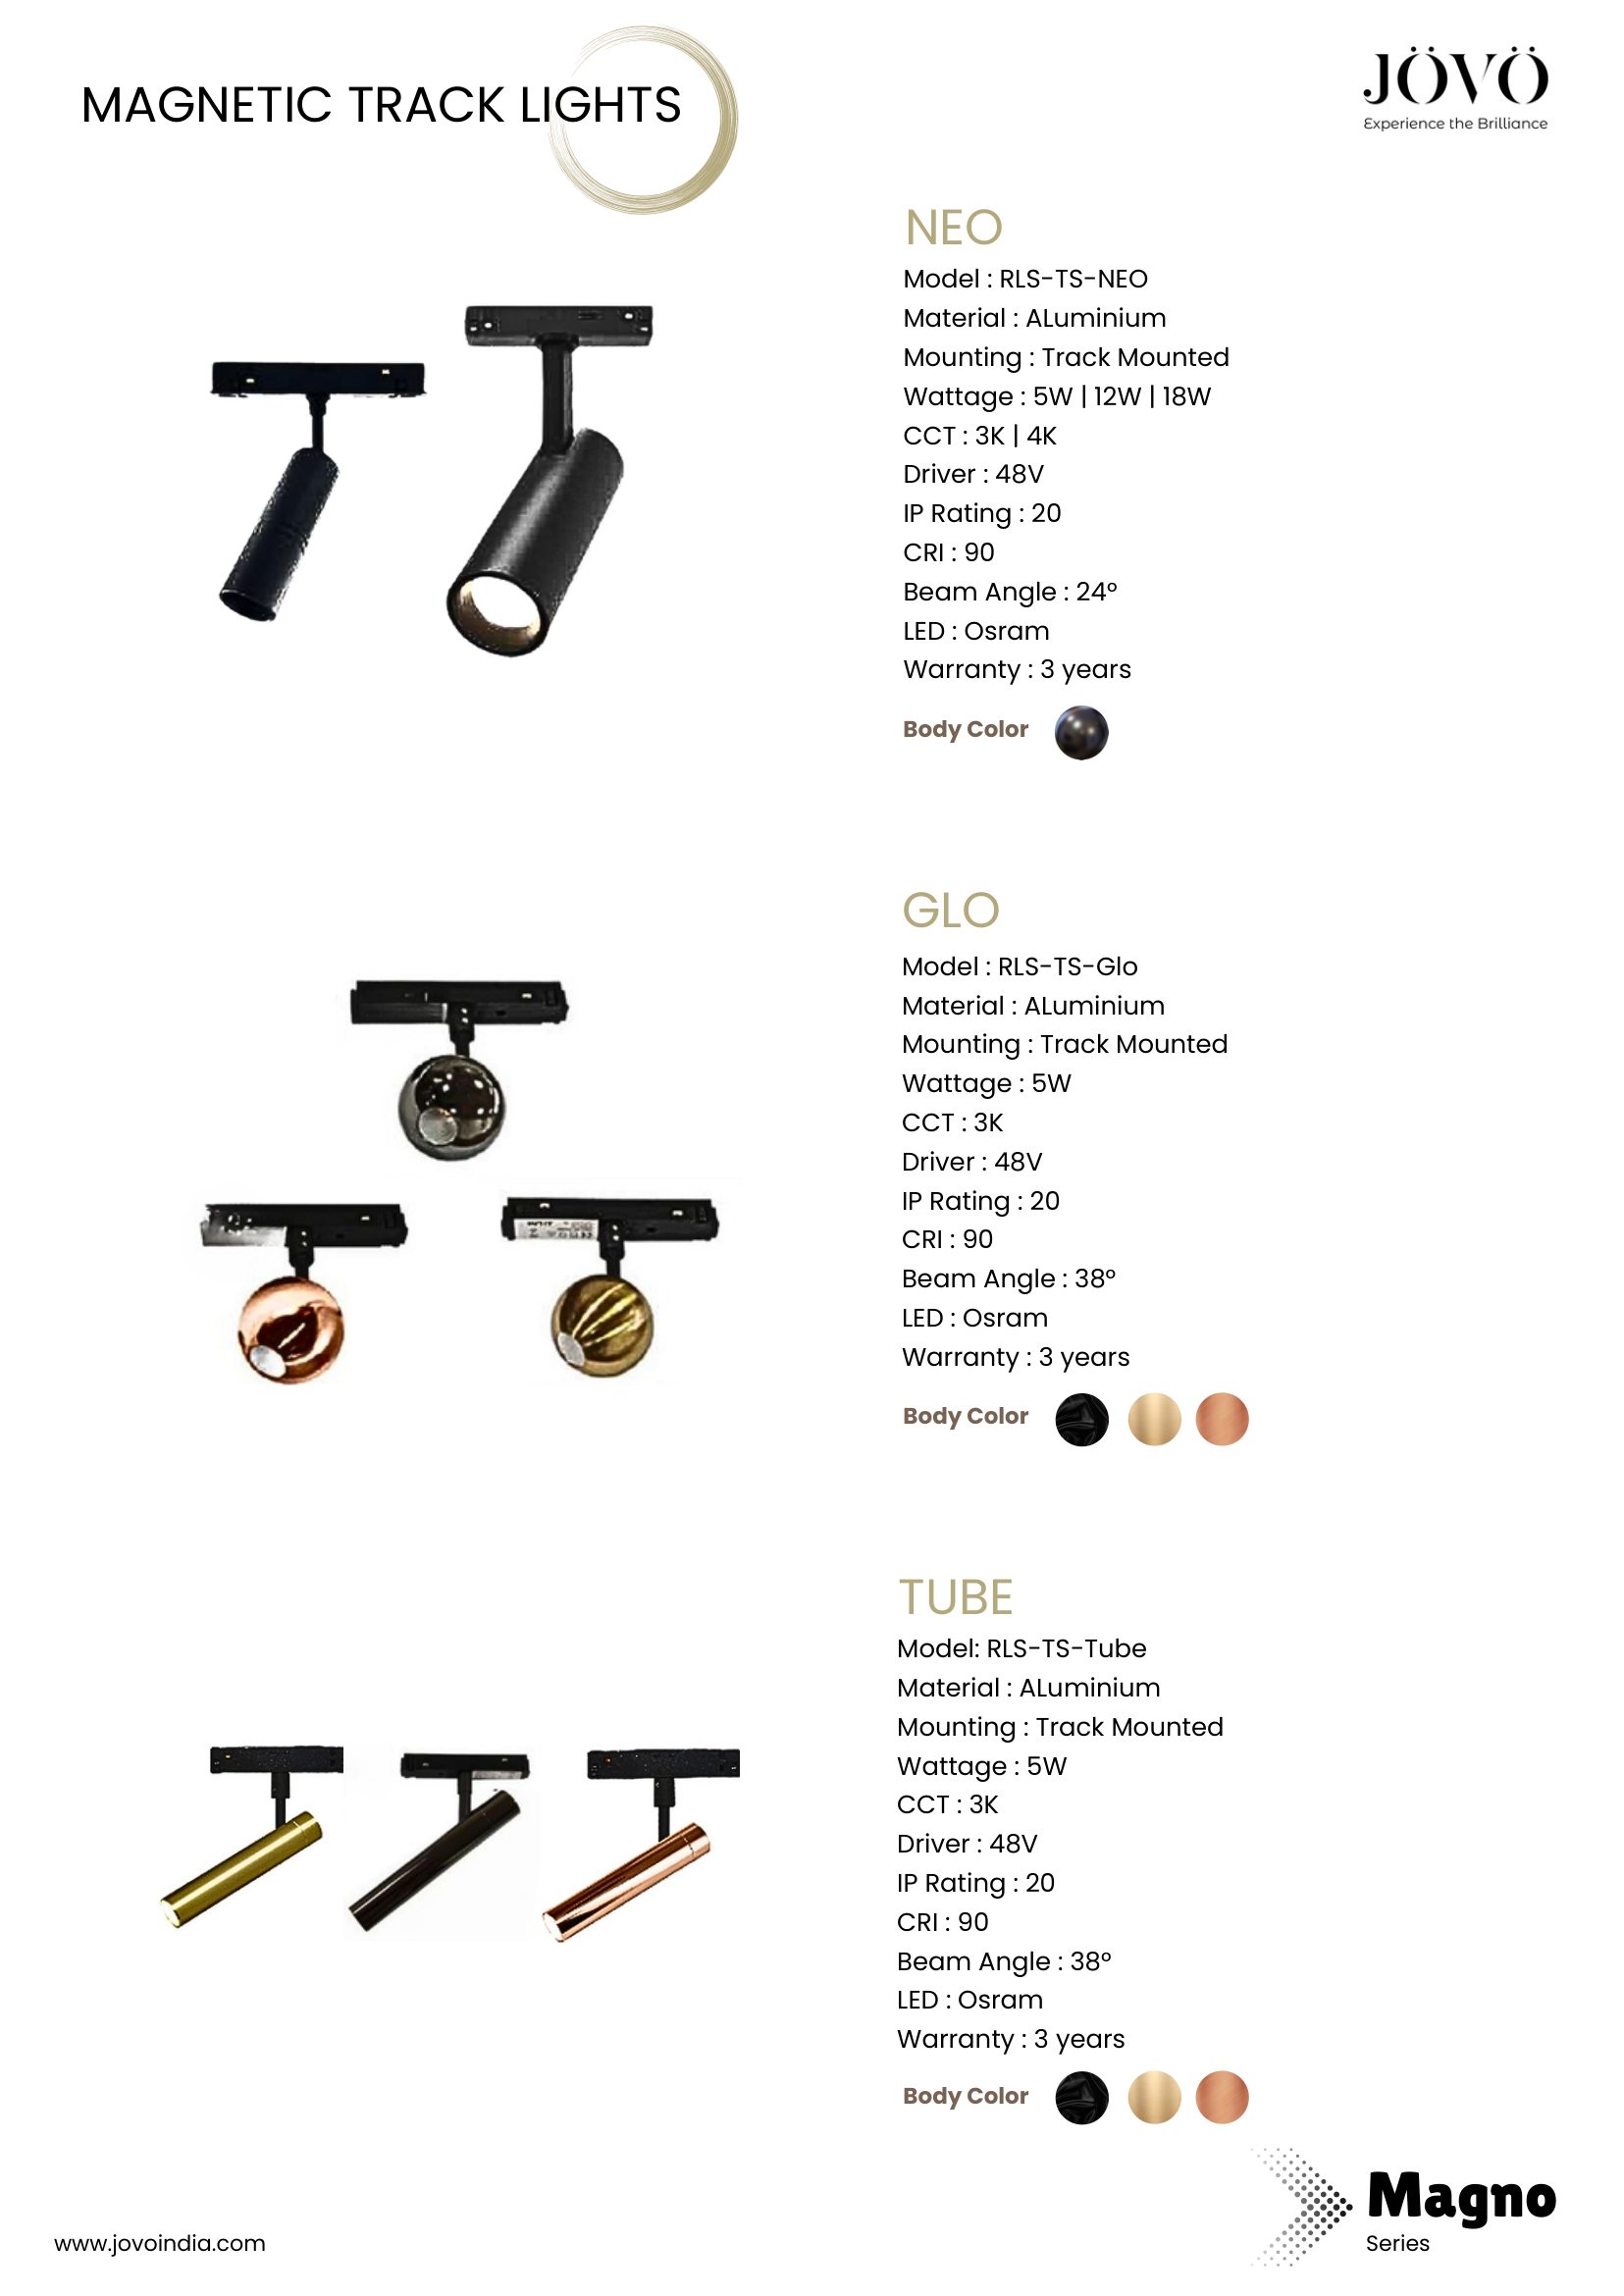 MAGNETIC TRACK LIGHTS
JÖVÖ
Experience the Brilliance
NEO
Model : RLS-TS-NEO
Material : ALuminium
Mounting : Track Mounted
Wattage : 5W | 12W | 18W
CCT : 3K | 4K
Driver : 48V
IP Rating : 20
CRI : 90
Beam Angle : 24°
LED : Osram
Warranty : 3 years
Body Color
GLO
Model : RLS-TS-Glo
Material : ALuminium
Mounting : Track Mounted
Wattage : 5W
CCT : 3K
Driver : 48V
IP Rating : 20
CRI : 90
Beam Angle : 38°
LED : Osram
Warranty : 3 years
Body Color
TUBE
Model: RLS-TS-Tube
Material : ALuminium
Mounting : Track Mounted
Wattage : 5W
CCT : 3K
Driver : 48V
IP Rating : 20
CRI : 90
Beam Angle : 38°
LED : Osram
Warranty : 3 years
Body Color
Magno
Series
www.jovoindia.com